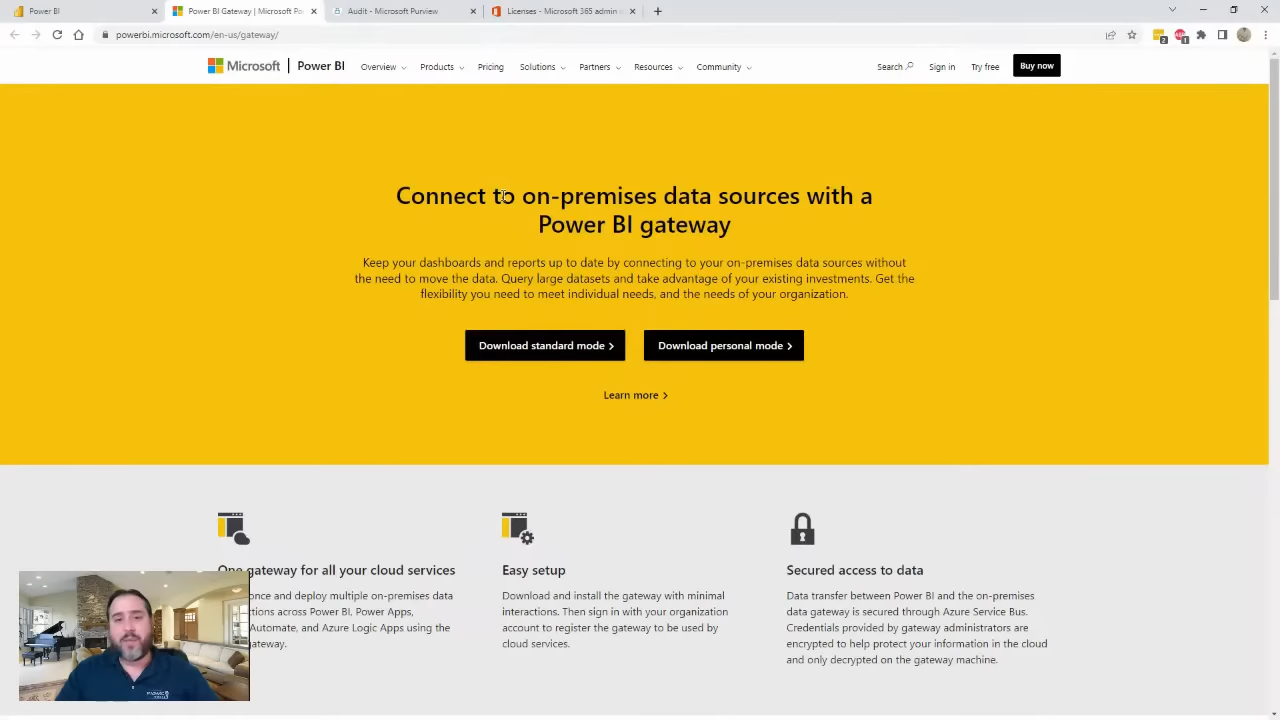 Power BI
Power BI Gateway | Microsoft Po
Audit - Microsoft Purview
Licenses - Microsoft 365 admin
powerbi.microsoft.com/en-us/gateway/
2
1
Microsoft
Power BI
Overview
Products
Pricing
Solutions
Partners
Resources
Community
Search
Sign in
Try free
Buy now
Connect to on-premises data sources with a
Power BI gateway
Keep your dashboards and reports up to date by connecting to your on-premises data sources without
the need to move the data. Query large datasets and take advantage of your existing investments. Get the
flexibility you need to meet individual needs, and the needs of your organization.
Download standard mode
Download personal mode
Learn more
One gateway for all your cloud services
once and deploy multiple on-premises data
tions across Power BI, Power Apps,
Automate, and Azure Logic Apps using the
ateway.
Easy setup
Download and install the gateway with minimal
interactions. Then sign in with your organization
account to register the gateway to be used by
cloud services.
Secured access to data
Data transfer between Power BI and the on-premises
data gateway is secured through Azure Service Bus.
Credentials provided by gateway administrators are
encrypted to help protect your information in the cloud
and only decrypted on the gateway machine.